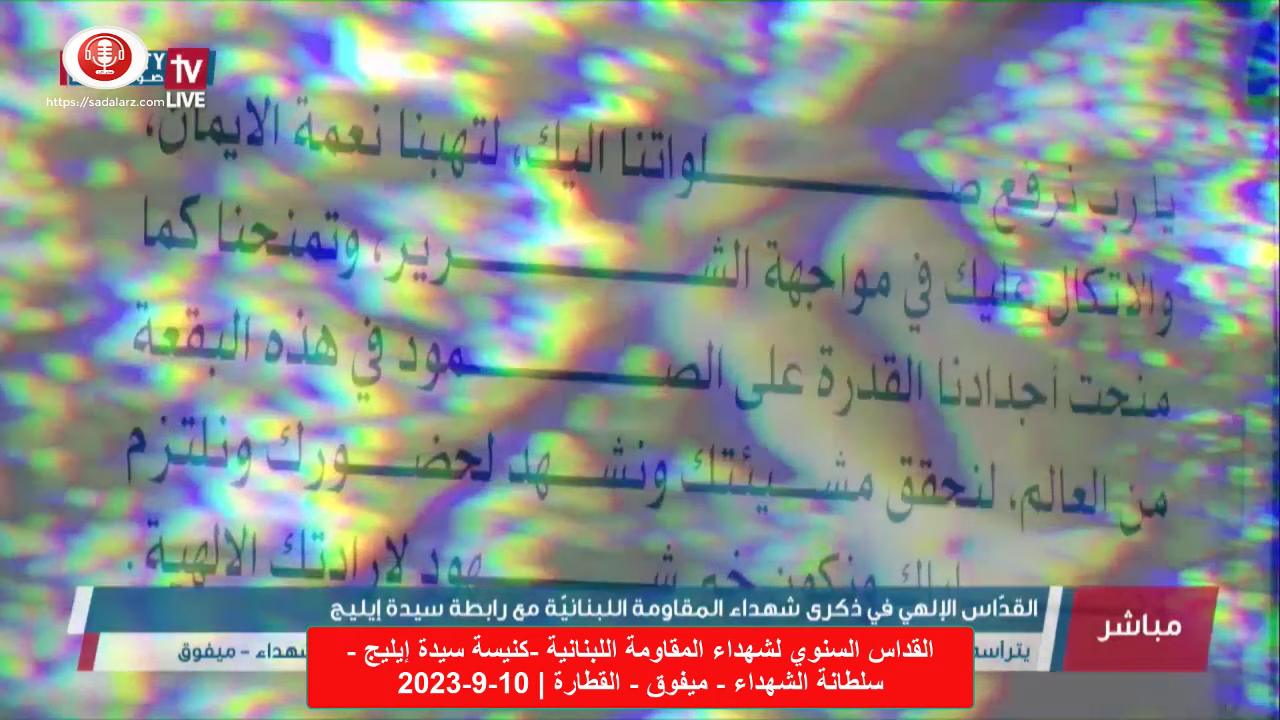 TV
LIVE
https://sadalarz.com
يا رب نرفع صلواتنا اليك، لتهبنا نعمة الايمان،
والاتكال عليك في مواجهة الشرير، وتمنحنا كما
منحت أجدادنا القدرة على الصمود في هذه البقعة
من العالم. لنحقق مشيئتك ونشهد لحضورك ونلتزم
شهود لارادتك الالهية.
القدّاس الإلهي في ذكرى شهداء المقاومة اللبنانيّة مع رابطة سيدة إيليج
مباشر
يترأسه
- ميفوق
القداس السنوي لشهداء المقاومة اللبنانية -كنيسة سيدة إيليج -
سلطانة الشهداء - ميفوق - القطارة | 10-9-2023